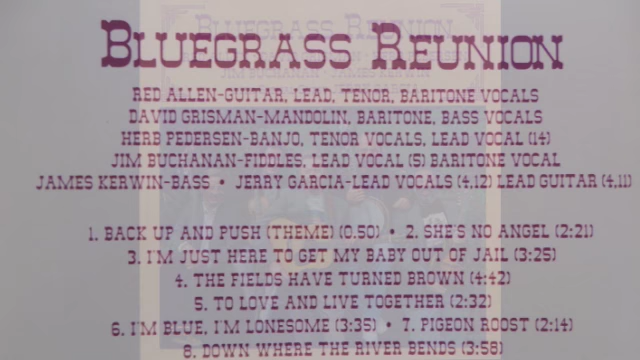 BLUEGRASS REUNION
RED ALLEN-GUITAR, LEAD, TENOR, BARITONE VOCALS
DAVID GRISMAN-MANDOLIN, BARITONE, BASS VOCALS
HERB PEDERSEN-BANJO, TENOR VOCALS, LEAD VOCAL (14)
JIM BUCHANAN-FIDDLES, LEAD VOCAL (5) BARITONE VOCAL
JAMES KERWIN-BASS • JERRY GARCIA-LEAD VOCALS (4,12) LEAD GUITAR (4,11)
1. BACK UP AND PUSH (THEME) (0.50) • 2. SHE'S NO ANGEL (2:21)
3. I'M JUST HERE TO GET MY BABY OUT OF JAIL (3:25)
4. THE FIELDS HAVE TURNED BROWN (4:42)
5. TO LOVE AND LIVE TOGETHER (2:32)
6. I'M BLUE, I'M LONESOME (3:35) • 7. PIGEON ROOST (2:14)
8. DOWN WHERE THE RIVER BENDS (3:58)